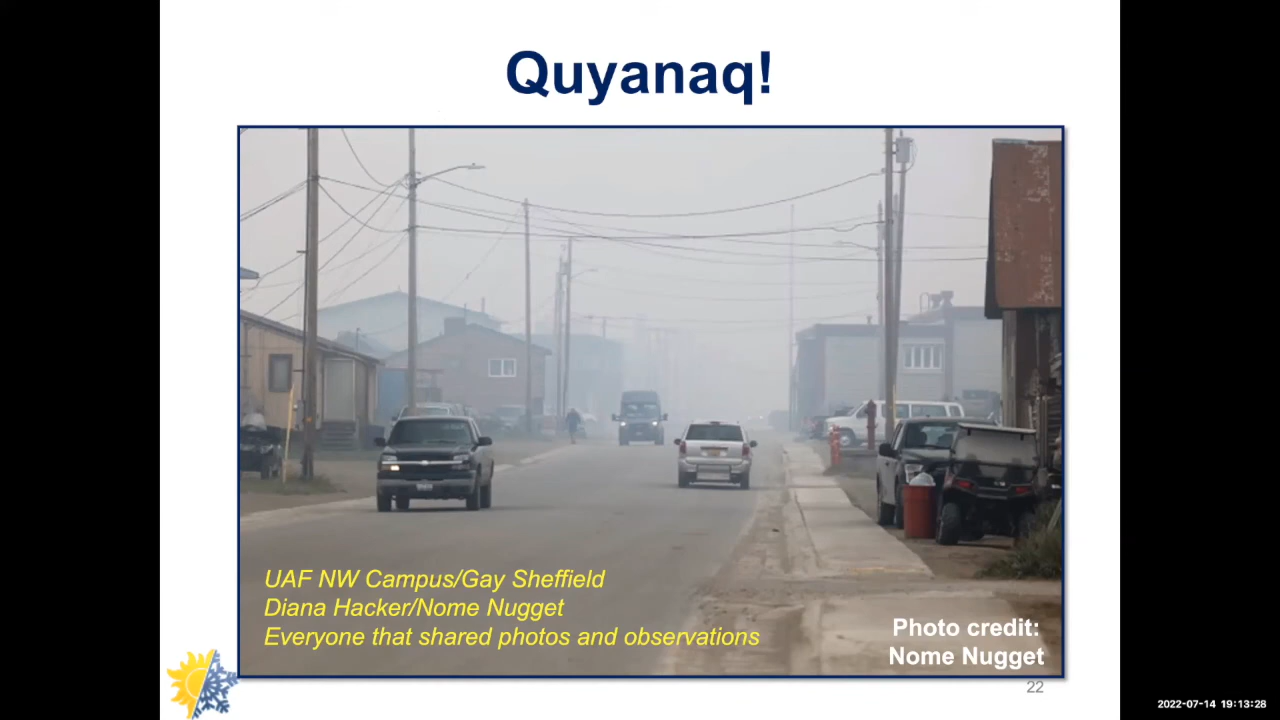 Quyanaq!
UAF NW Campus/Gay Sheffield
Diana Hacker/Nome Nugget
Everyone that shared photos and observations
Photo credit:
Nome Nugget
22
2022-07-14 19:13:28